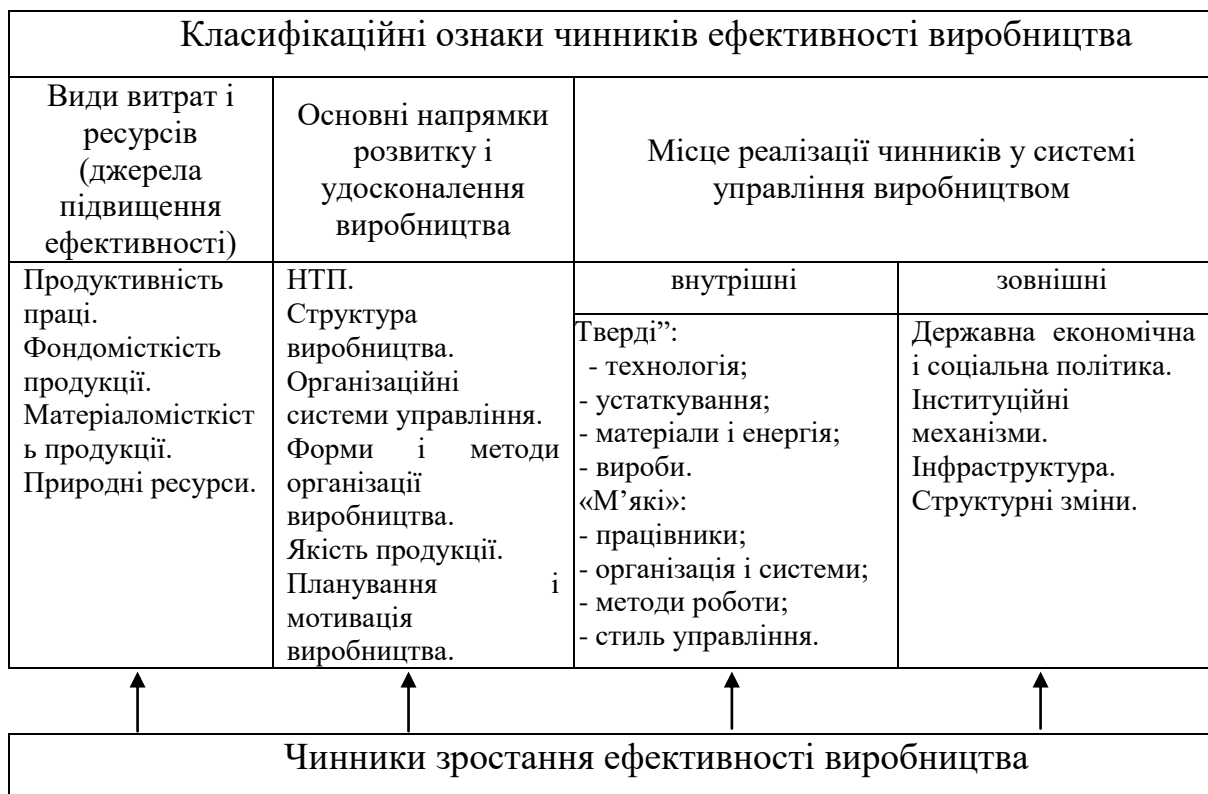 Класифікаційні ознаки чинників ефективності виробництва
Види витрат і
ресурсів
(джерела
підвищення
ефективності)
Основні напрямки
розвитку і
удосконалення
виробництва
Місце реалізації чинників у системі
управління виробництвом
Продуктивність
праці.
Фондомісткість
продукції.
Матеріаломісткіст
ь продукції.
Природні ресурси.
НТП.
Структура
виробництва.
Організаційні
системи управління.
Форми і методи
організації
виробництва.
Якість продукції.
Планування і
мотивація
виробництва.
внутрішні
Тверді”:
- технологія;
- устаткування;
- матеріали і енергія;
- вироби.
«М’які»:
- працівники;
- організація і системи;
- методи роботи;
- стиль управління.
зовнішні
Державна економічна
і соціальна політика.
Інституційні
механізми.
Інфраструктура.
Структурні зміни.
Чинники зростання ефективності виробництва